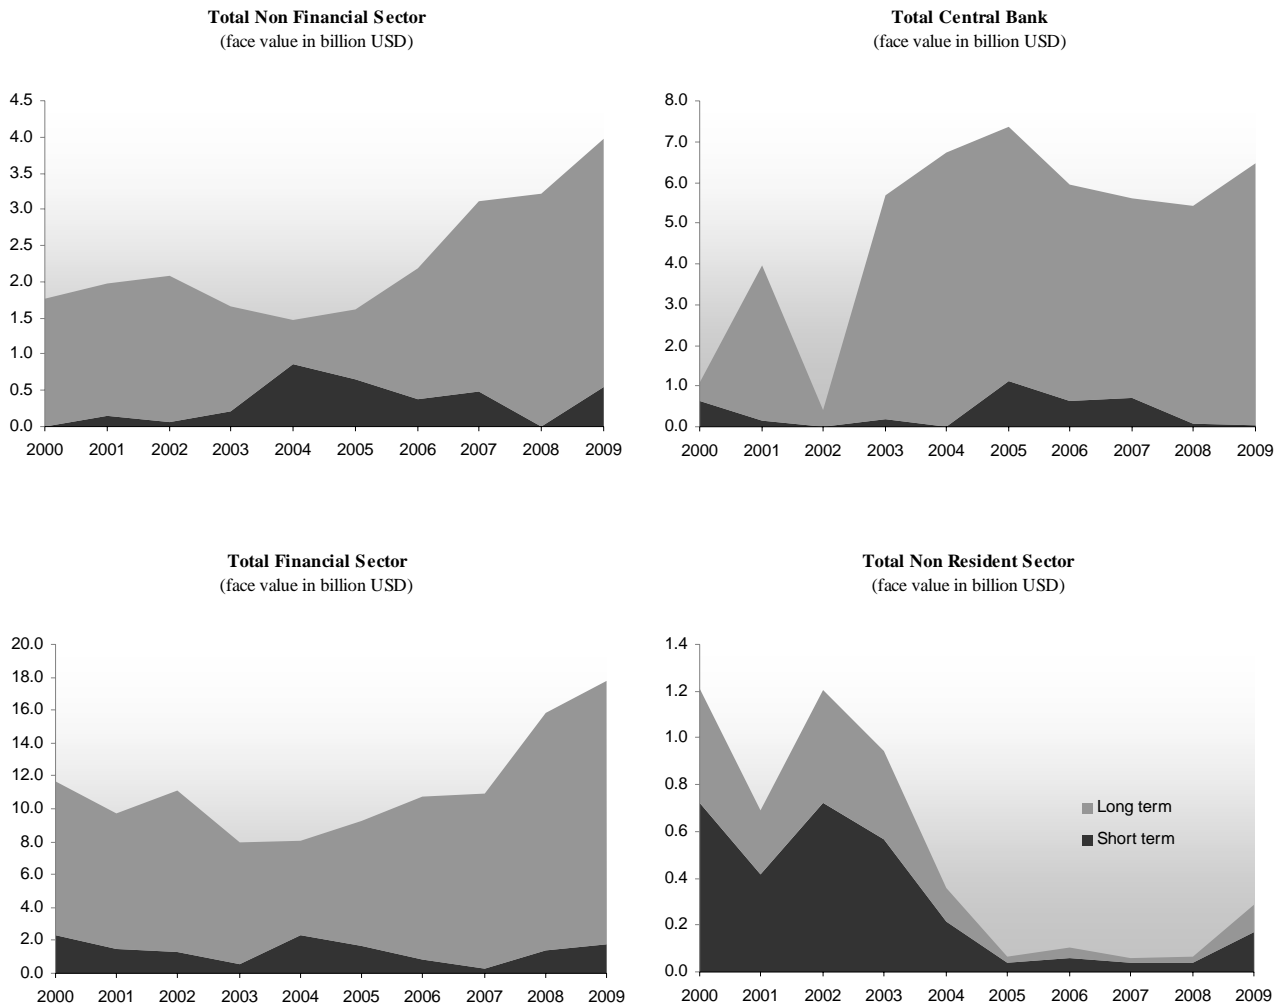 Total Non Financial Sector
(face value in billion USD)
4.5
4.0
3.5
3.0
2.5
2.0
1.5
1.0
0.5
0.0
2000 2001 2002 2003 2004 2005 2006 2007 2008 2009
Total Central Bank
(face value in billion USD)
8.0
7.0
6.0
5.0
4.0
3.0
2.0
1.0
0.0
2000 2001 2002 2003 2004 2005 2006 2007 2008 2009
Total Financial Sector
(face value in billion USD)
20.0
18.0
16.0
14.0
12.0
10.0
8.0
6.0
4.0
2.0
0.0
2000 2001 2002 2003 2004 2005 2006 2007 2008 2009
Total Non Resident Sector
(face value in billion USD)
1.4
1.2
1.0
0.8
0.6
0.4
0.2
0.0
Long term
Short term
2000 2001 2002 2003 2004 2005 2006 2007 2008 2009